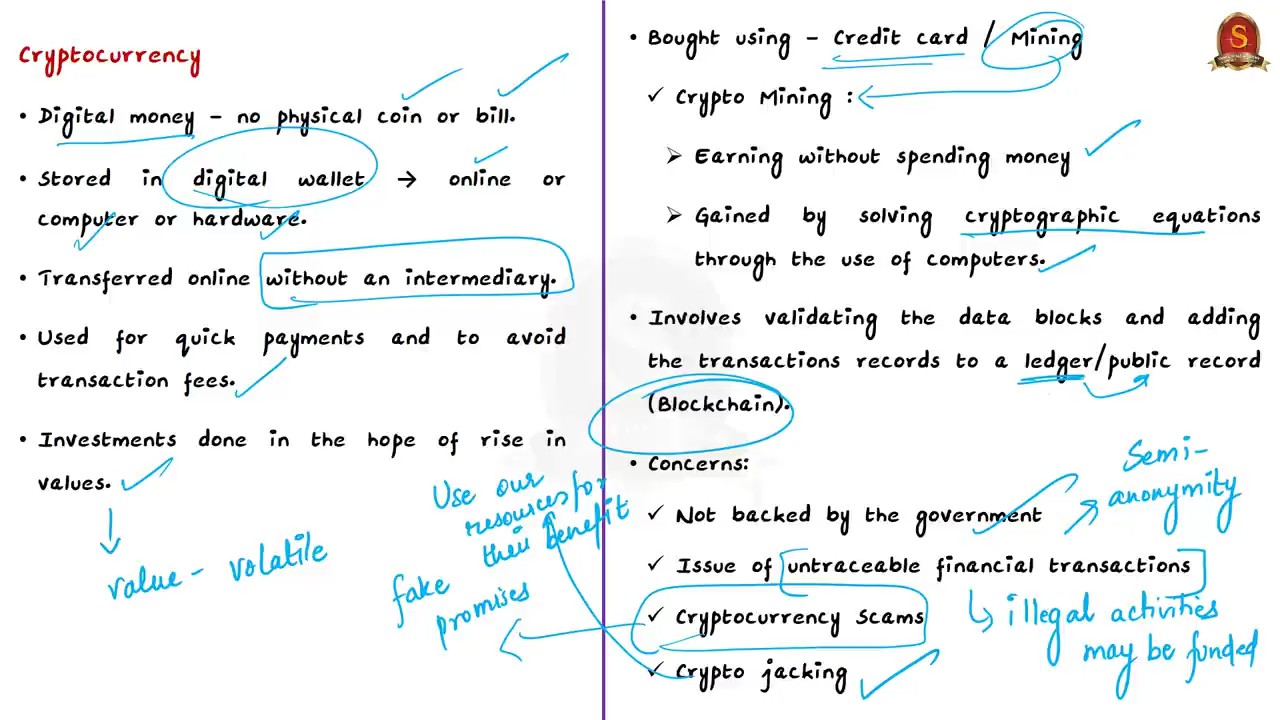 Cryptocurrency
• Digital money – no physical coin or bill.
• Stored in digital wallet → online or
computer or hardware.
• Transferred online without an intermediary.
• Used for quick payments and to avoid
transaction fees.
• Investments done in the hope of rise in
values.
value - volatile
Use our
resources for
their benefit
fake
promises
• Bought using – Credit card / Mining
✓ Crypto Mining :
➢ Earning without spending money
➢ Gained by solving cryptographic equations
through the use of computers.
• Involves validating the data blocks and adding
the transactions records to a ledger/public record
(Blockchain).
• Concerns:
✓ Not backed by the government
✓ Issue of untraceable financial transactions
✓ Cryptocurrency Scams
✓ Crypto jacking
Semi-
anonymity
illegal activities
may be funded
S